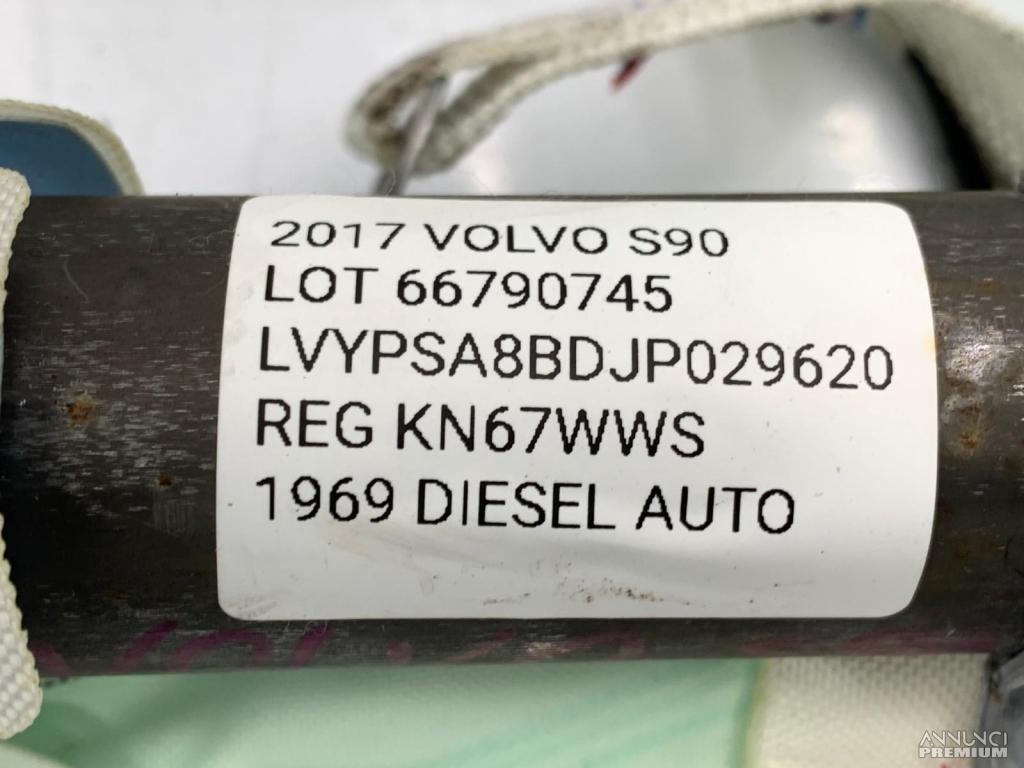 2017 VOLVO S90
LOT 66790745
LVYPSA8BDJP029620
REG KN67WWS
1969 DIESEL AUTO
ANNUNCI
PREMIUM